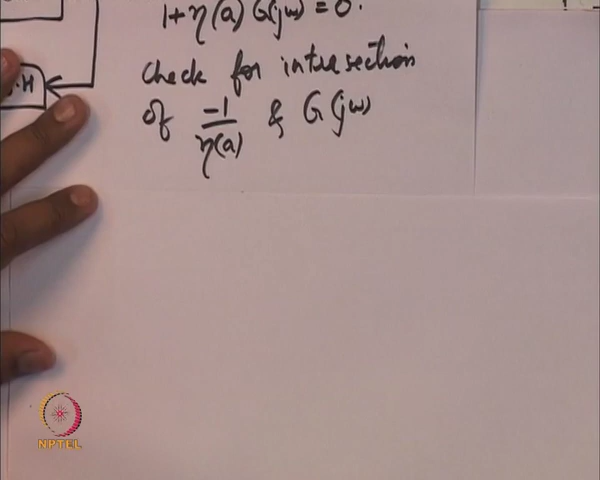 1+η(a) G(jω) = 0.
Check for intersection
of -1/η(a) & G(jω)
·H
NPTEL